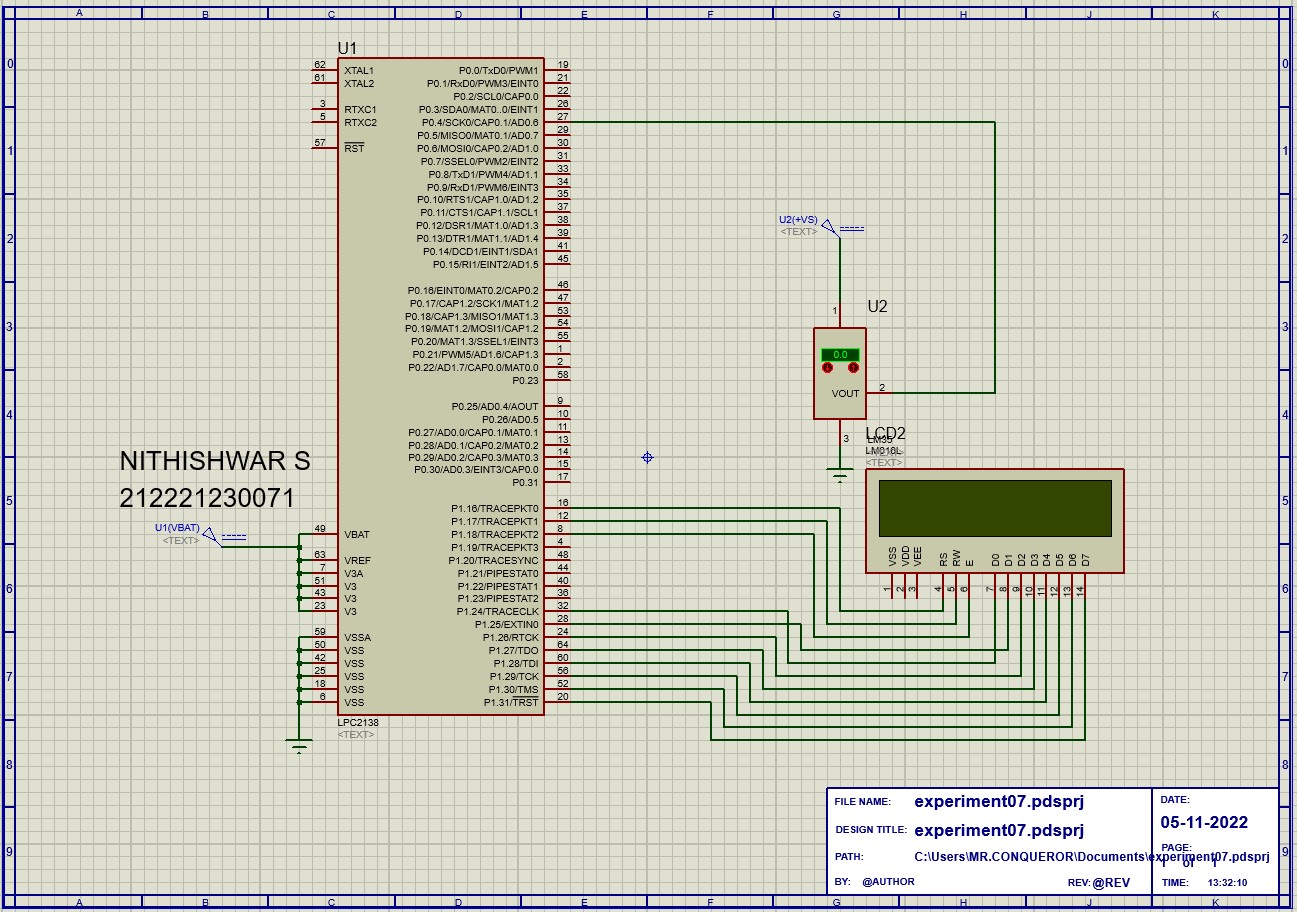 A B C D E F G H J K
0 0
1 1
2 2
3 3
4 4
5 5
6 6
7 7
8 8
9 9
U1
62 XTAL1 P0.0/TxD0/PWM1 19
61 XTAL2 P0.1/RxD0/PWM3/EINT0 21
P0.2/SCL0/CAP0.0 22
3 RTXC1 P0.3/SDA0/MAT0..0/EINT1 26
5 RTXC2 P0.4/SCK0/CAP0.1/AD0.6 27
P0.5/MISO0/MAT0.1/AD0.7 29
57 RST P0.6/MOSI0/CAP0.2/AD1.0 30
P0.7/SSEL0/PWM2/EINT2 31
P0.8/TxD1/PWM4/AD1.1 33
P0.9/RxD1/PWM6/EINT3 34
P0.10/RTS1/CAP1.0/AD1.2 35
P0.11/CTS1/CAP1.1/SCL1 37
P0.12/DSR1/MAT1.0/AD1.3 38
P0.13/DTR1/MAT1.1/AD1.4 39
P0.14/DCD1/EINT1/SDA1 41
P0.15/RI1/EINT2/AD1.5 45
P0.16/EINT0/MAT0.2/CAP0.2 46
P0.17/CAP1.2/SCK1/MAT1.2 47
P0.18/CAP1.3/MISO1/MAT1.3 53
P0.19/MAT1.2/MOSI1/CAP1.2 54
P0.20/MAT1.3/SSEL1/EINT3 55
P0.21/PWM5/AD1.6/CAP1.3 1
P0.22/AD1.7/CAP0.0/MAT0.0 2
P0.23 58
P0.25/AD0.4/AOUT 9
P0.26/AD0.5 10
P0.27/AD0.0/CAP0.1/MAT0.1 11
P0.28/AD0.1/CAP0.2/MAT0.2 13
P0.29/AD0.2/CAP0.3/MAT0.3 14
P0.30/AD0.3/EINT3/CAP0.0 15
P0.31 17
P1.16/TRACEPKT0 16
P1.17/TRACEPKT1 12
49 VBAT P1.18/TRACEPKT2 8
P1.19/TRACEPKT3 4
63 VREF P1.20/TRACESYNC 48
7 V3A P1.21/PIPESTAT0 44
51 V3 P1.22/PIPESTAT1 40
43 V3 P1.23/PIPESTAT2 36
23 V3 P1.24/TRACECLK 32
P1.25/EXTIN0 28
59 VSSA P1.26/RTCK 24
50 VSS P1.27/TDO 64
42 VSS P1.28/TDI 60
25 VSS P1.29/TCK 56
18 VSS P1.30/TMS 52
6 VSS P1.31/TRST 20
LPC2138
<TEXT>
NITHISHWAR S
212221230071
U1(VBAT)
<TEXT>
U2(+VS)
<TEXT>
U2
1
0.0
VOUT 2
3
LCD2
LM35
LM016L
<TEXT>
VSS VDD VEE RS RW E D0 D1 D2 D3 D4 D5 D6 D7
1 2 3 4 5 6 7 8 9 10 11 12 13 14
FILE NAME: experiment07.pdsprj
DESIGN TITLE: experiment07.pdsprj
PATH: C:\Users\MR.CONQUEROR\Documents\experiment07.pdsprj
BY: @AUTHOR REV: @REV
DATE:
05-11-2022
PAGE:
TIME: 13:32:10
A B C D E F G H J K